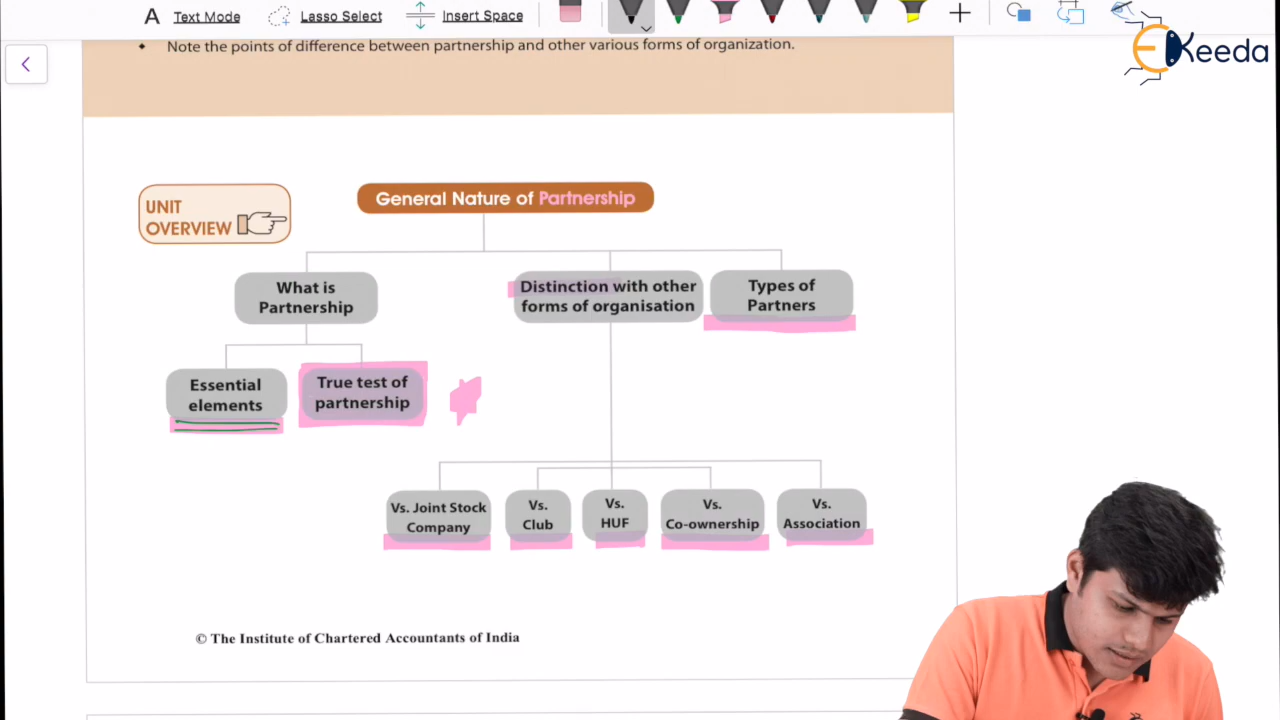 A Text Mode Lasso Select Insert Space
Keeda
• Note the points of difference between partnership and other various forms of organization.
UNIT
OVERVIEW
General Nature of Partnership
What is
Partnership
Distinction with other
forms of organisation
Types of
Partners
Essential
elements
True test of
partnership
Vs. Joint Stock
Company
Vs.
Club
Vs.
HUF
Vs.
Co-ownership
Vs.
Association
© The Institute of Chartered Accountants of India